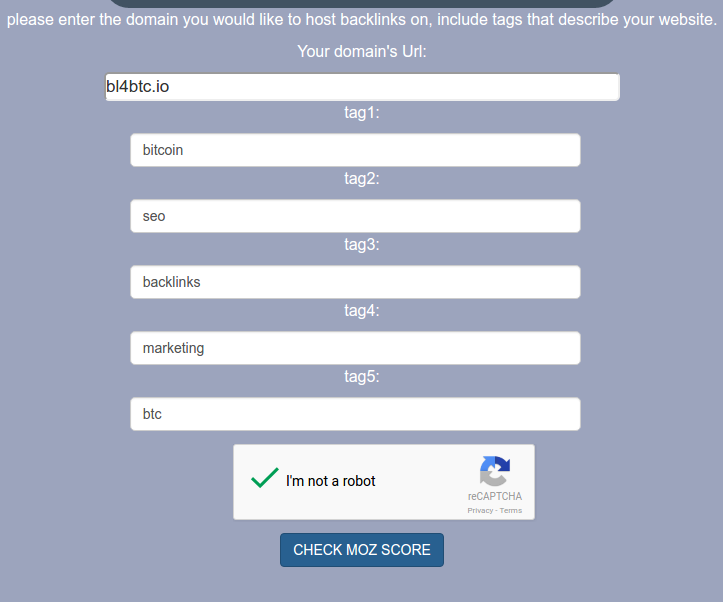 please enter the domain you would like to host backlinks on, include tags that describe your website.
Your domain's Url:
bl4btc.io
tag1:
bitcoin
tag2:
seo
tag3:
backlinks
tag4:
marketing
tag5:
btc
I'm not a robot
reCAPTCHA
Privacy - Terms
CHECK MOZ SCORE